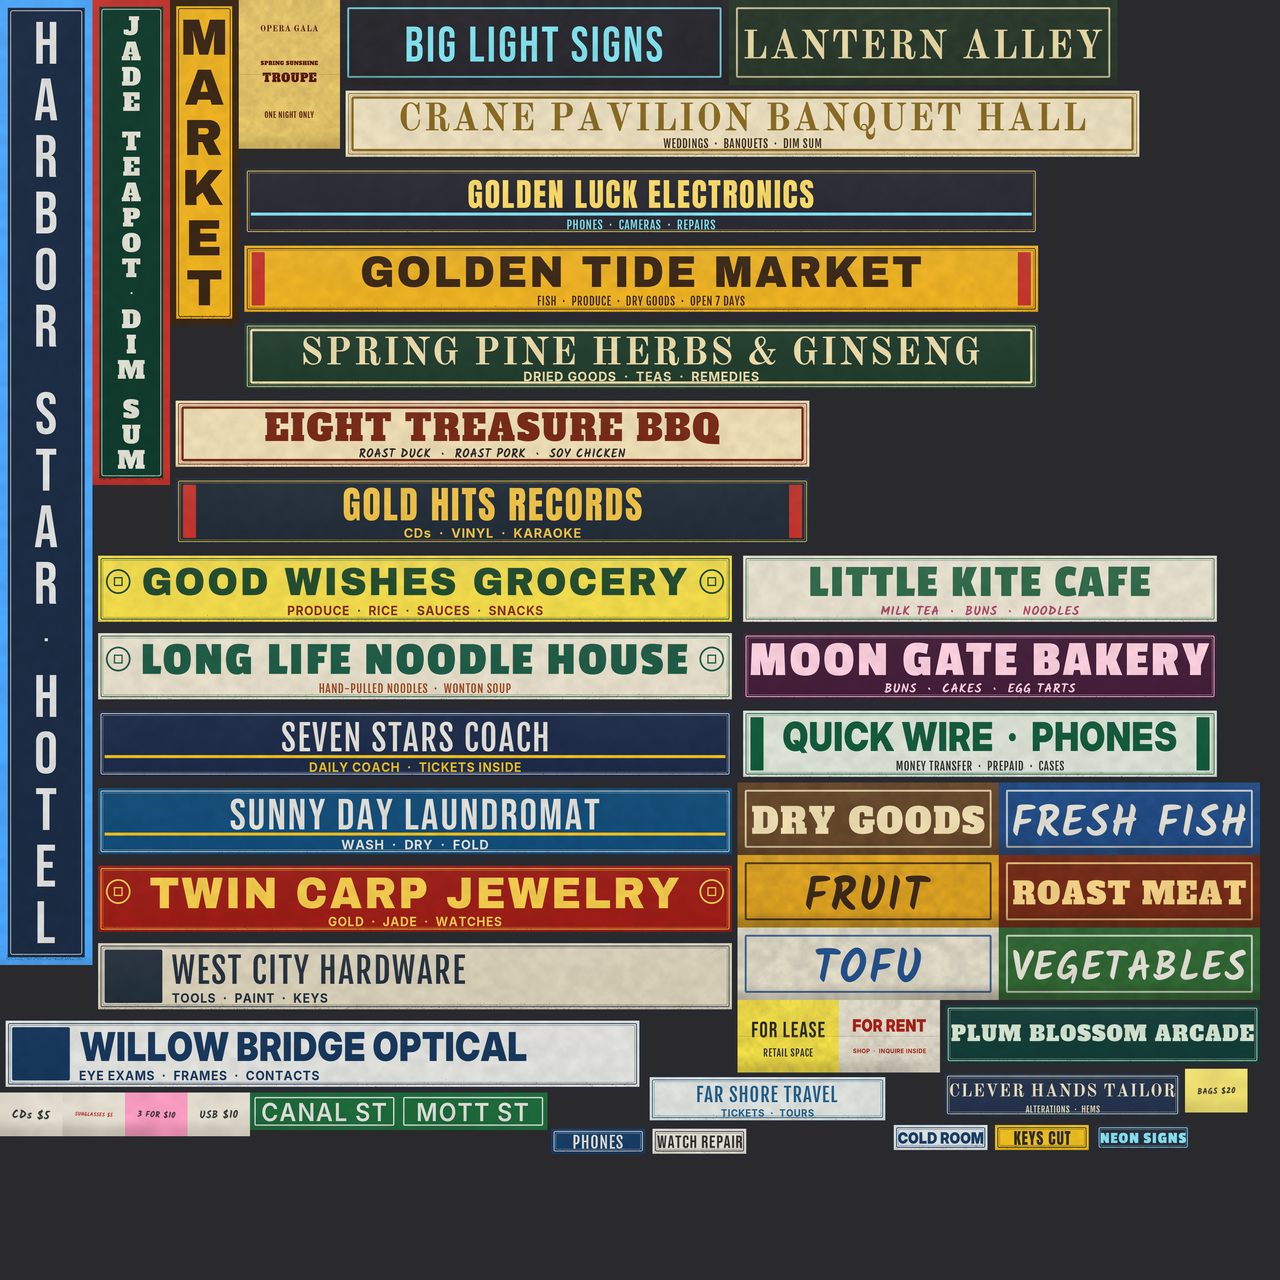 HARBOR STAR · HOTEL
JADE TEAPOT · DIM SUM
MARKET
OPERA GALA
SPRING SUNSHINE
TROUPE
ONE NIGHT ONLY
BIG LIGHT SIGNS
LANTERN ALLEY
CRANE PAVILION BANQUET HALL
WEDDINGS · BANQUETS · DIM SUM
GOLDEN LUCK ELECTRONICS
PHONES · CAMERAS · REPAIRS
GOLDEN TIDE MARKET
FISH · PRODUCE · DRY GOODS · OPEN 7 DAYS
SPRING PINE HERBS & GINSENG
DRIED GOODS · TEAS · REMEDIES
EIGHT TREASURE BBQ
ROAST DUCK · ROAST PORK · SOY CHICKEN
GOLD HITS RECORDS
CDs · VINYL · KARAOKE
GOOD WISHES GROCERY
PRODUCE · RICE · SAUCES · SNACKS
LITTLE KITE CAFE
MILK TEA · BUNS · NOODLES
LONG LIFE NOODLE HOUSE
HAND-PULLED NOODLES · WONTON SOUP
MOON GATE BAKERY
BUNS · CAKES · EGG TARTS
SEVEN STARS COACH
DAILY COACH · TICKETS INSIDE
QUICK WIRE · PHONES
MONEY TRANSFER · PREPAID · CASES
SUNNY DAY LAUNDROMAT
WASH · DRY · FOLD
DRY GOODS
FRESH FISH
TWIN CARP JEWELRY
GOLD · JADE · WATCHES
FRUIT
ROAST MEAT
WEST CITY HARDWARE
TOOLS · PAINT · KEYS
TOFU
VEGETABLES
WILLOW BRIDGE OPTICAL
EYE EXAMS · FRAMES · CONTACTS
FOR LEASE
RETAIL SPACE
FOR RENT
SHOP · INQUIRE INSIDE
PLUM BLOSSOM ARCADE
CDs $5
SUNGLASSES $5
3 FOR $10
USB $10
CANAL ST
MOTT ST
FAR SHORE TRAVEL
TICKETS · TOURS
CLEVER HANDS TAILOR
ALTERATIONS · HEMS
BAGS $20
PHONES
WATCH REPAIR
COLD ROOM
KEYS CUT
NEON SIGNS